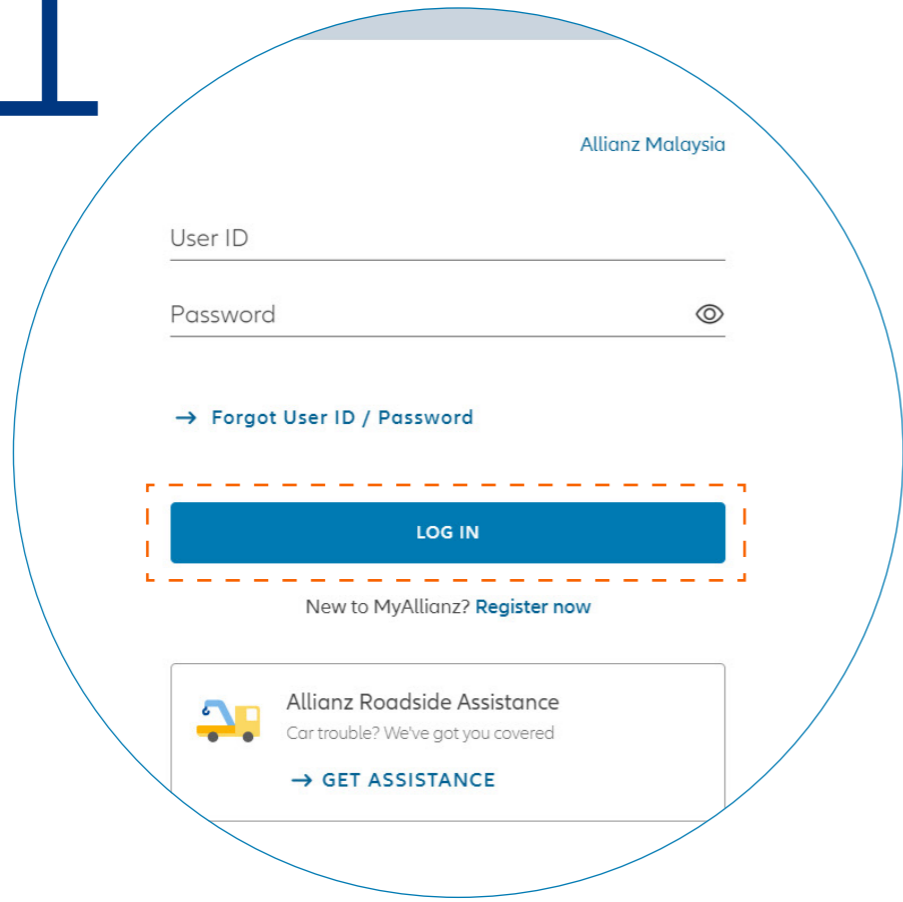 1
Allianz Malaysia
User ID
Password
→ Forgot User ID / Password
LOG IN
New to MyAllianz? Register now
Allianz Roadside Assistance
Car trouble? We've got you covered
→ GET ASSISTANCE